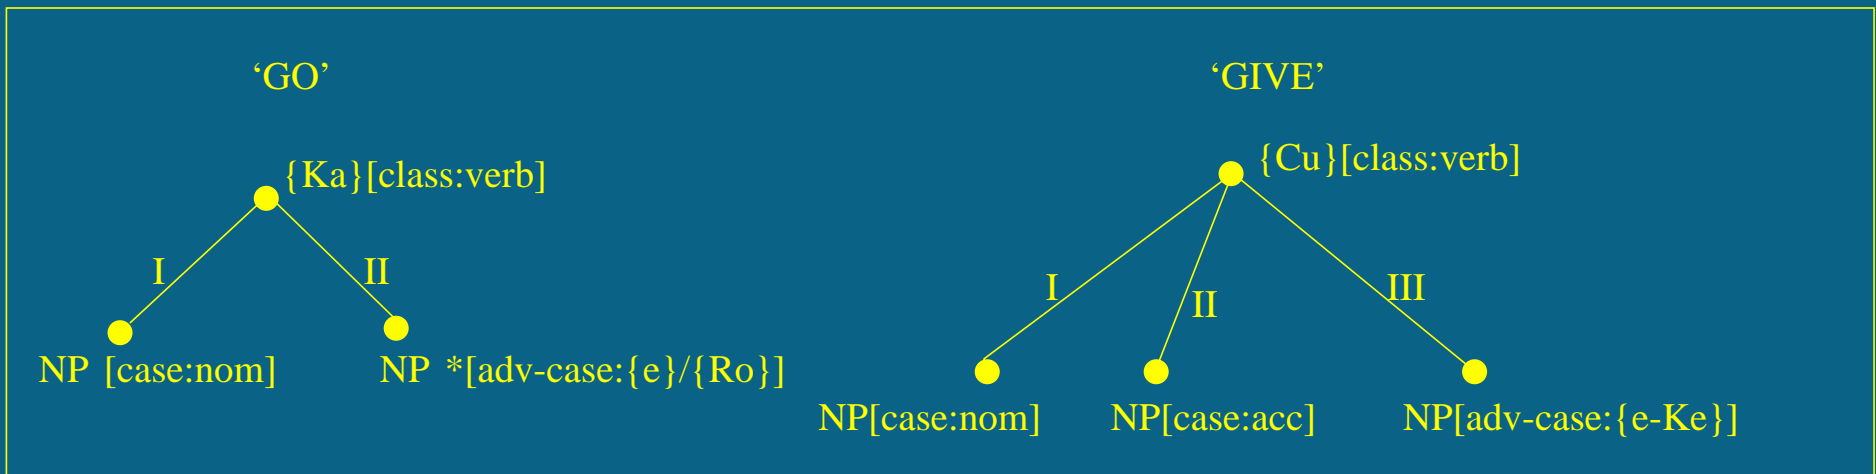 ‘GO’
{Ka}[class:verb]
I
II
NP [case:nom]
NP *[adv-case:{e}/{Ro}]
‘GIVE’
{Cu}[class:verb]
I
II
III
NP[case:nom]
NP[case:acc]
NP[adv-case:{e-Ke}]